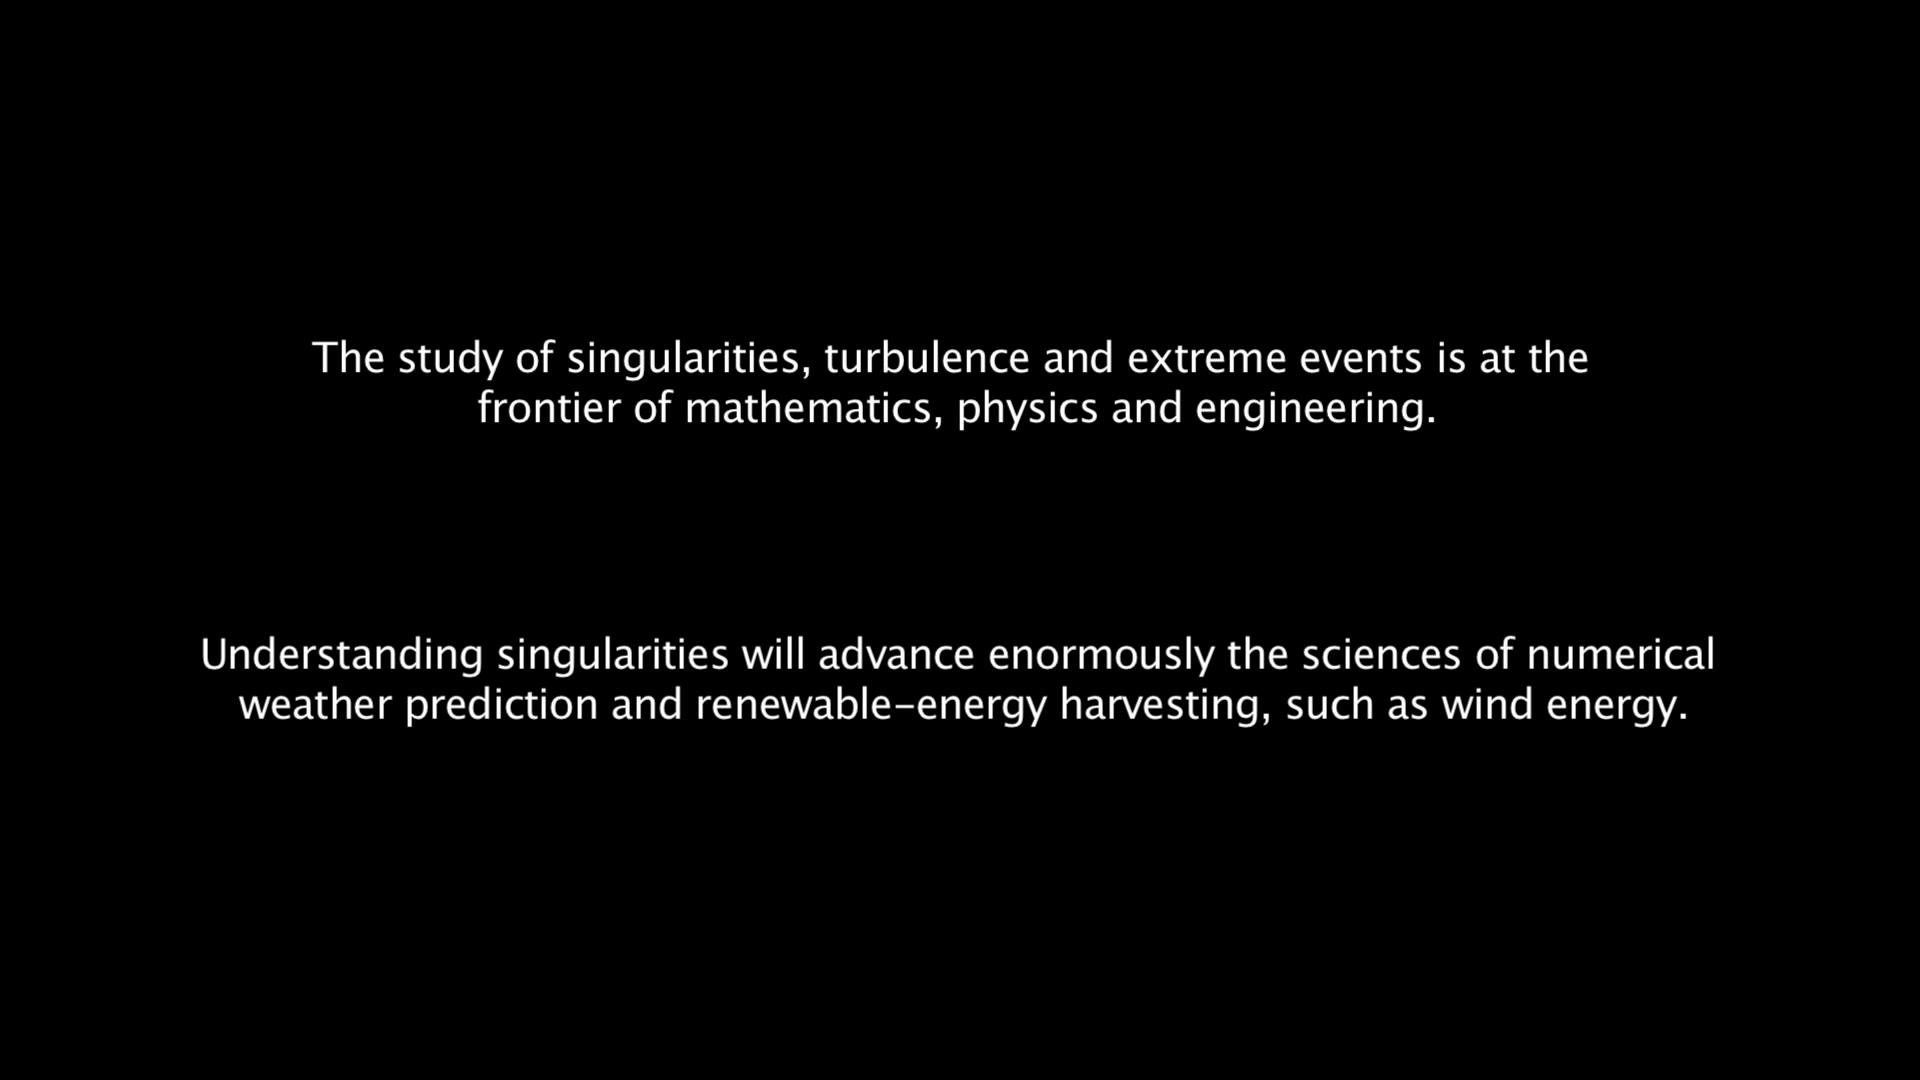 The study of singularities, turbulence and extreme events is at the
frontier of mathematics, physics and engineering.
Understanding singularities will advance enormously the sciences of numerical
weather prediction and renewable-energy harvesting, such as wind energy.